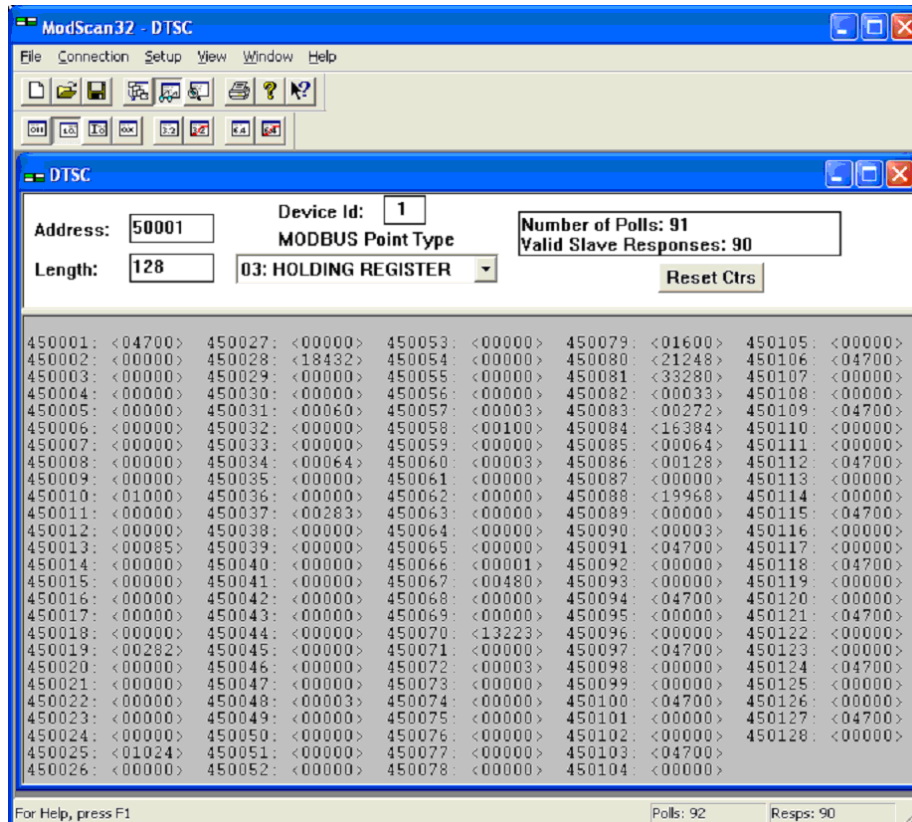 ModScan32 - DTSC
File Connection Setup View Window Help
DTSC
Address: 50001
Device Id: 1
MODBUS Point Type
Length: 128
03: HOLDING REGISTER
Number of Polls: 91
Valid Slave Responses: 90
Reset Ctrs
450001: <04700> 450027: <00000> 450053: <00000> 450079: <01600> 450105: <00000>
450002: <00000> 450028: <18432> 450054: <00000> 450080: <21248> 450106: <04700>
450003: <00000> 450029: <00000> 450055: <00000> 450081: <33280> 450107: <00000>
450004: <00000> 450030: <00000> 450056: <00000> 450082: <00033> 450108: <00000>
450005: <00000> 450031: <00060> 450057: <00003> 450083: <00272> 450109: <04700>
450006: <00000> 450032: <00000> 450058: <00100> 450084: <16384> 450110: <00000>
450007: <00000> 450033: <00000> 450059: <00000> 450085: <00064> 450111: <00000>
450008: <00000> 450034: <00064> 450060: <00003> 450086: <00128> 450112: <04700>
450009: <00000> 450035: <00000> 450061: <00000> 450087: <00000> 450113: <00000>
450010: <01000> 450036: <00000> 450062: <00000> 450088: <19968> 450114: <00000>
450011: <00000> 450037: <00283> 450063: <00000> 450089: <00000> 450115: <04700>
450012: <00000> 450038: <00000> 450064: <00000> 450090: <00003> 450116: <00000>
450013: <00085> 450039: <00000> 450065: <00000> 450091: <04700> 450117: <00000>
450014: <00000> 450040: <00000> 450066: <00001> 450092: <00000> 450118: <04700>
450015: <00000> 450041: <00000> 450067: <00480> 450093: <00000> 450119: <00000>
450016: <00000> 450042: <00000> 450068: <00000> 450094: <04700> 450120: <00000>
450017: <00000> 450043: <00000> 450069: <00000> 450095: <00000> 450121: <04700>
450018: <00000> 450044: <00000> 450070: <13223> 450096: <00000> 450122: <00000>
450019: <00282> 450045: <00000> 450071: <00000> 450097: <04700> 450123: <00000>
450020: <00000> 450046: <00000> 450072: <00003> 450098: <00000> 450124: <04700>
450021: <00000> 450047: <00000> 450073: <00000> 450099: <00000> 450125: <00000>
450022: <00000> 450048: <00003> 450074: <00000> 450100: <04700> 450126: <00000>
450023: <00000> 450049: <00000> 450075: <00000> 450101: <00000> 450127: <04700>
450024: <00000> 450050: <00000> 450076: <00000> 450102: <00000> 450128: <00000>
450025: <01024> 450051: <00000> 450077: <00000> 450103: <04700>
450026: <00000> 450052: <00000> 450078: <00000> 450104: <00000>
For Help, press F1
Polls: 92
Resps: 90